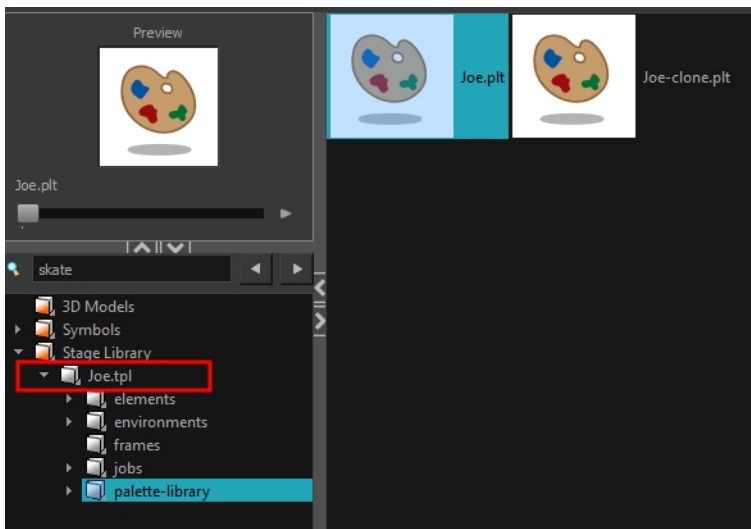 Preview
Joe.plt
skate
3D Models
Symbols
Stage Library
Joe.tpl
elements
environments
frames
jobs
palette-library
Joe.plt
Joe-clone.plt